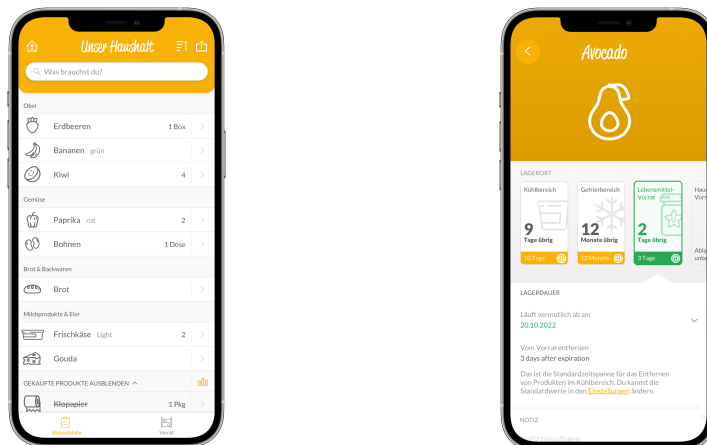 Unser Haushalt
Was brauchst du?
Obst
Erdbeeren 1 Box
Bananen grün
Kiwi 4
Gemüse
Paprika rot 2
Bohnen 1 Dose
Brot & Backwaren
Brot
Milchprodukte & Eier
Frischkäse Light 2
Gouda
GEKAUFTE PRODUKTE AUSBLENDEN
Klopapier 1 Pkg
Einkaufsliste Vorrat
Avocado
LAGERORT
Kühlbereich
9
Tage übrig
10 Tage
Gefrierbereich
12
Monate übrig
12 Monate
Lebensmittel-
Vorrat
2
Tage übrig
3 Tage
Haus
Vorr
Abla
unbe
LAGERDAUER
Läuft vermutlich ab am
20.10.2022
Vom Vorrat entfernen
3 days after expiration
Das ist die Standardzeitspanne für das Entfernen
von Produkten im Kühlbereich. Du kannst die
Standardwerte in den Einstellungen ändern.
NOTIZ